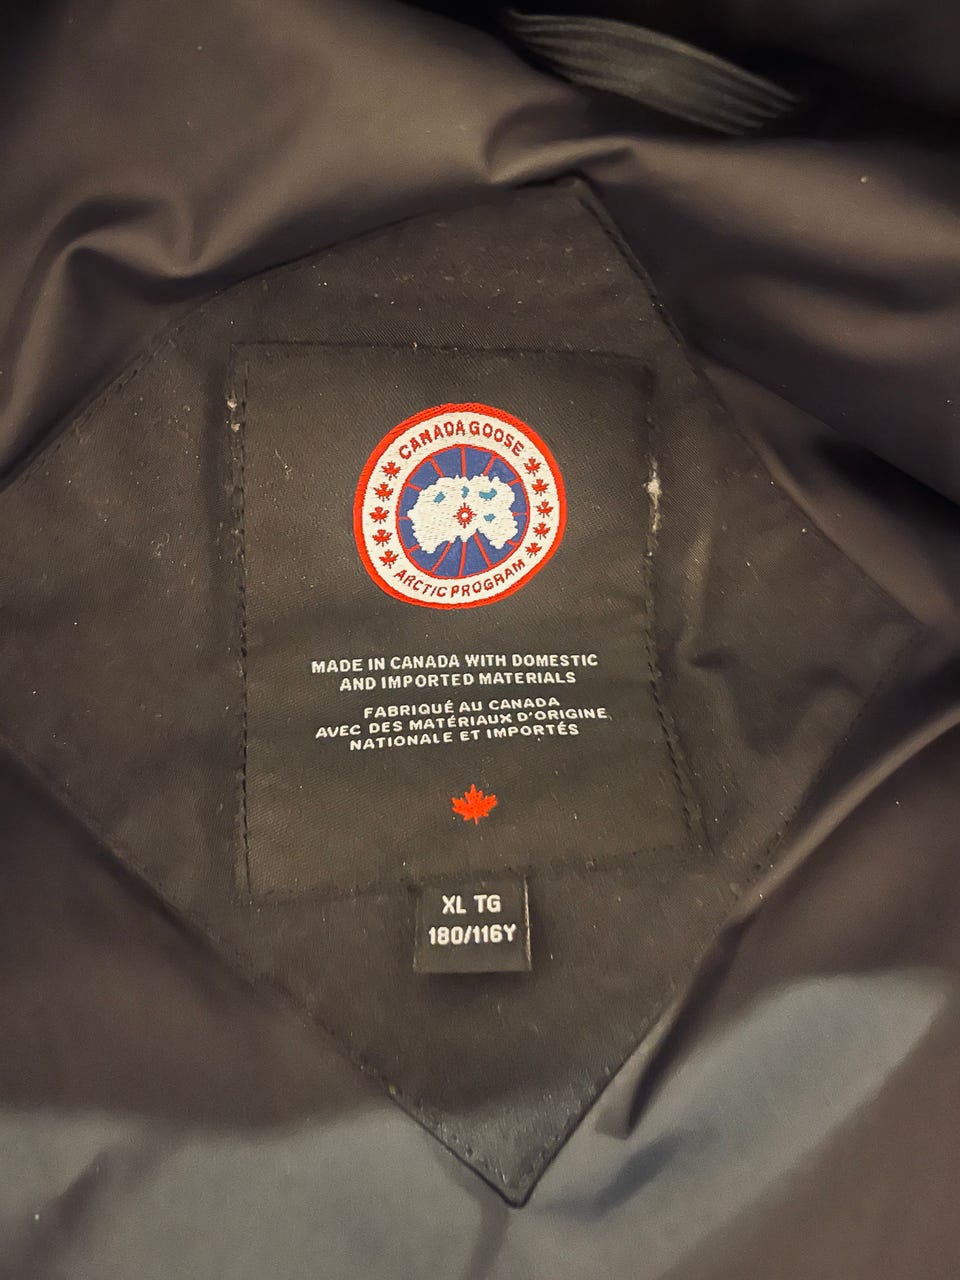 CANADA GOOSE
ARCTIC PROGRAM
MADE IN CANADA WITH DOMESTIC
AND IMPORTED MATERIALS
FABRIQUÉ AU CANADA
AVEC DES MATÉRIAUX D'ORIGINE
NATIONALE ET IMPORTÉS
XL TG
180/116Y